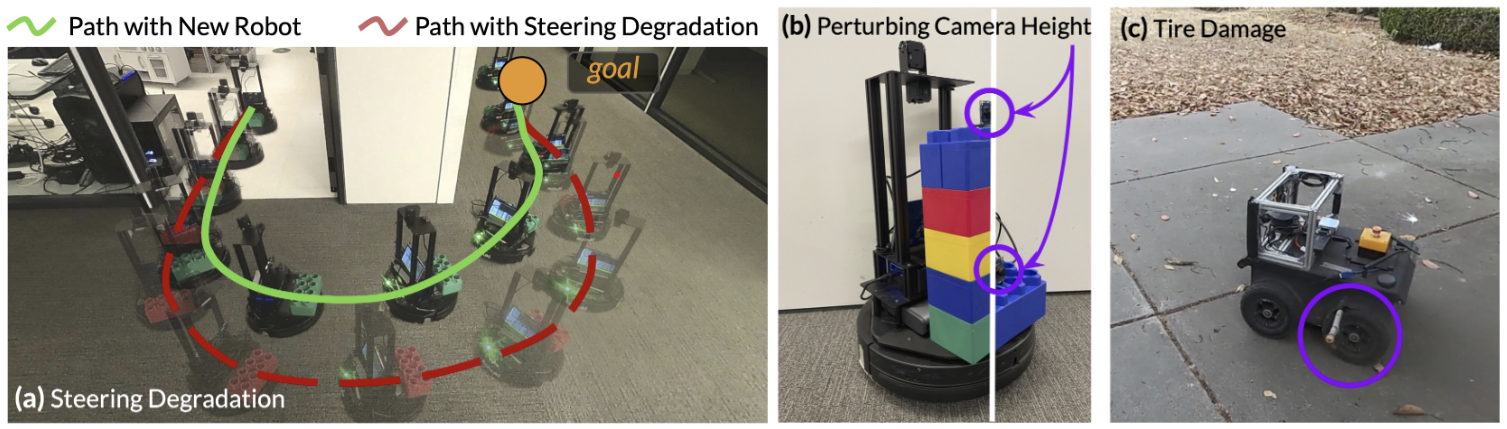 Path with New Robot
Path with Steering Degradation
goal
(a) Steering Degradation
(b) Perturbing Camera Height
(c) Tire Damage